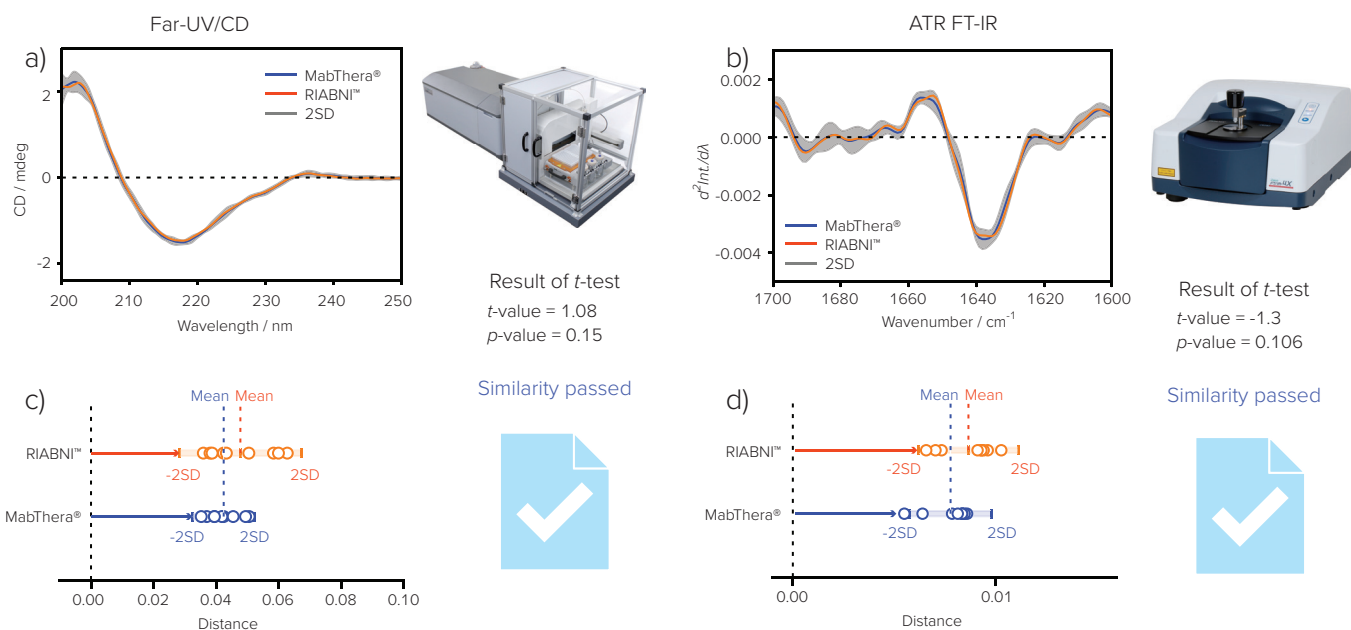 Far-UV/CD
ATR FT-IR
a)
MabThera®
RIABNI™
2SD
2
0
-2
CD / mdeg
200
210
220
230
240
250
Wavelength / nm
Result of t-test
t-value = 1.08
p-value = 0.15
Similarity passed
b)
0.002
0.000
-0.002
-0.004
d²Int./dλ
MabThera®
RIABNI™
2SD
1700
1680
1660
1640
1620
1600
Wavenumber / cm⁻¹
Result of t-test
t-value = -1.3
p-value = 0.106
Similarity passed
c)
Mean
Mean
RIABNI™
-2SD
2SD
MabThera®
-2SD
2SD
0.00
0.02
0.04
0.06
0.08
0.10
Distance
d)
Mean
Mean
RIABNI™
-2SD
2SD
MabThera®
-2SD
2SD
0.00
0.01
Distance